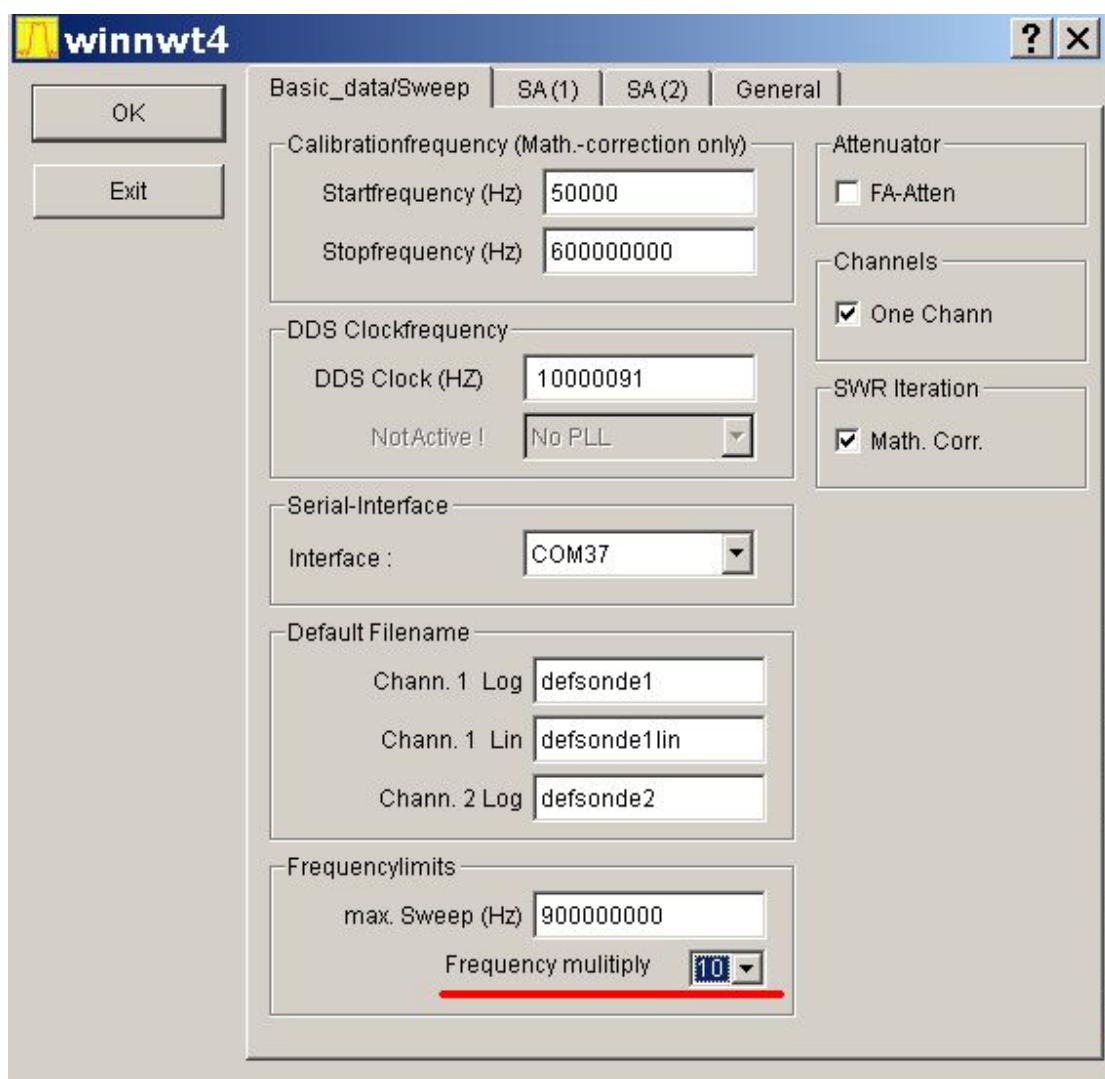 winnwt4
OK
Exit
Basic_data/Sweep SA(1) SA(2) General
Calibrationfrequency (Math.-correction only)
Startfrequency (Hz) 50000
Stopfrequency (Hz) 600000000
DDS Clockfrequency
DDS Clock (HZ) 10000091
NotActive ! No PLL
Serial-Interface
Interface : COM37
Default Filename
Chann. 1 Log defsonde1
Chann. 1 Lin defsonde1lin
Chann. 2 Log defsonde2
Frequencylimits
max. Sweep (Hz) 900000000
Frequency mulitiply 10
Attenuator
FA-Atten
Channels
One Chann
SWR Iteration
Math. Corr.